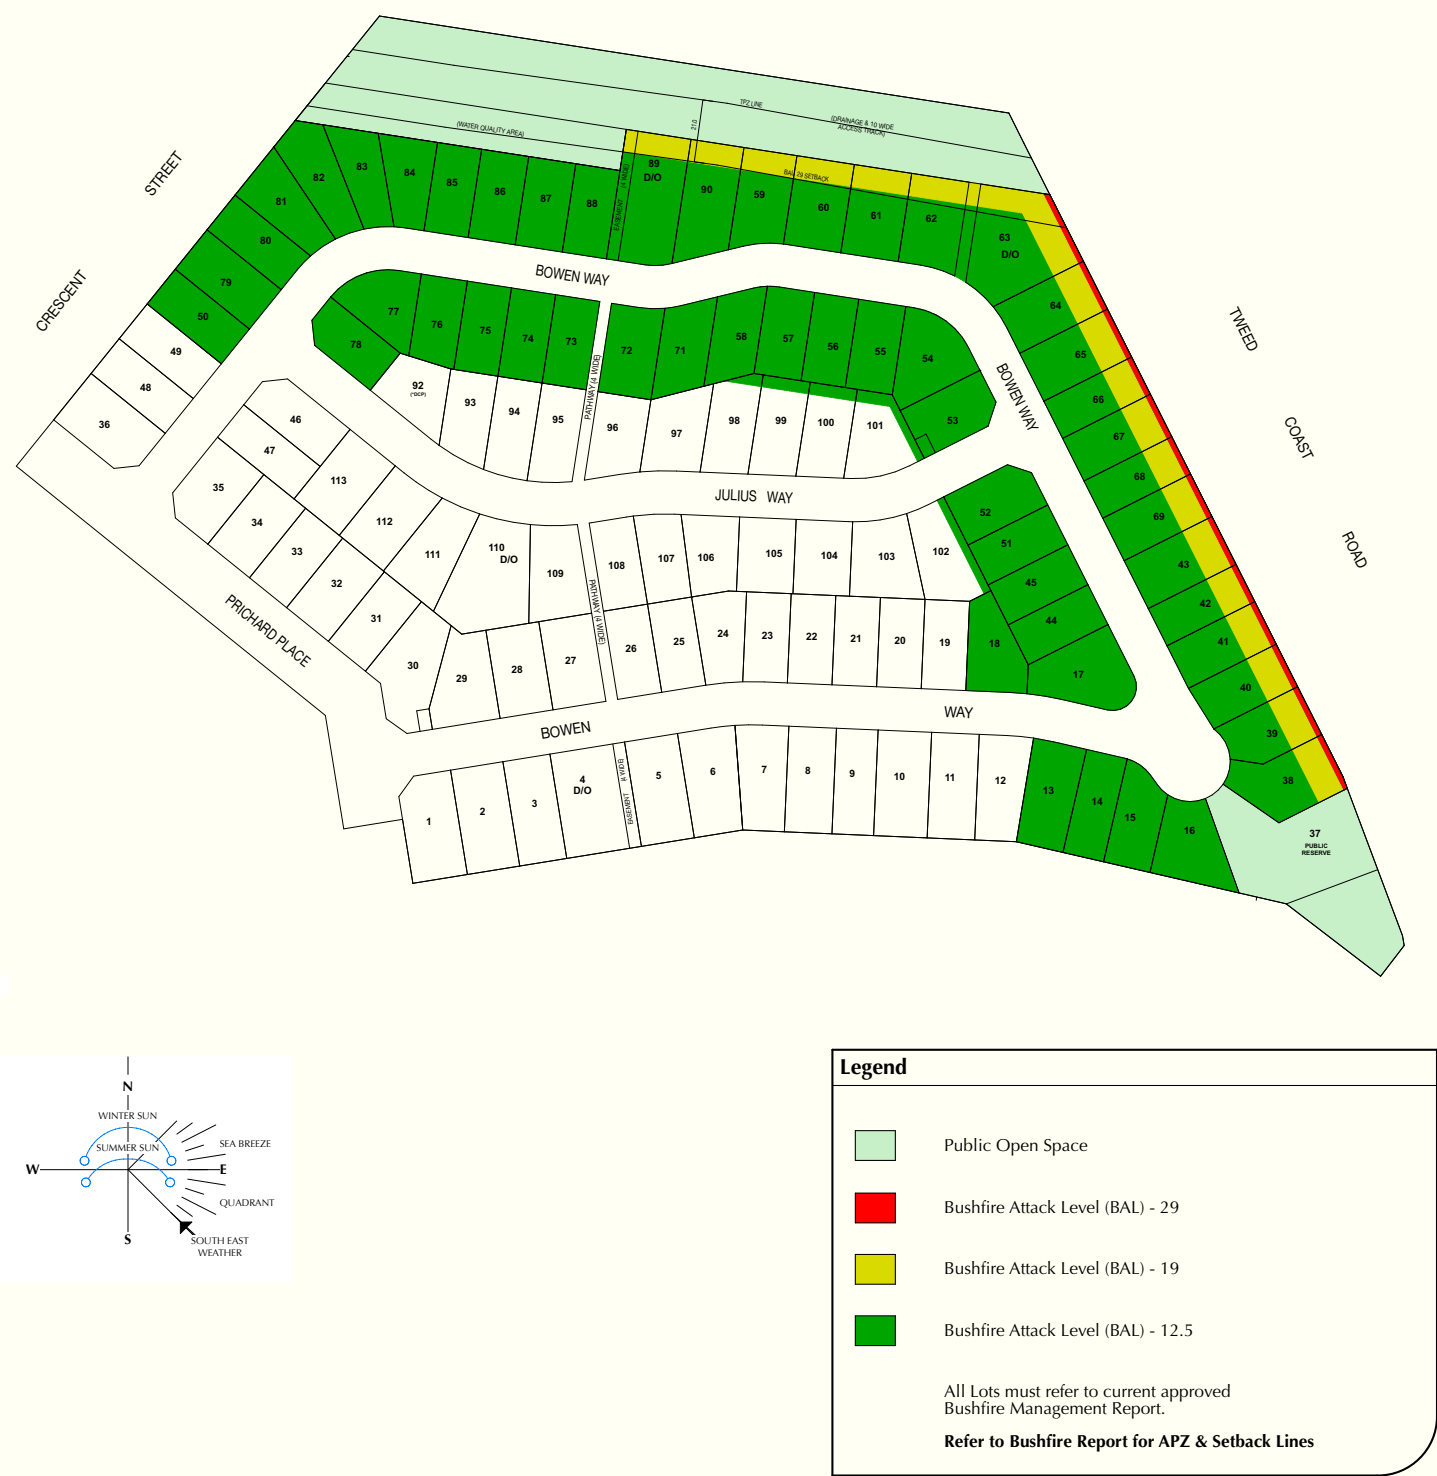 TPZ LINE
(DRAINAGE & 10 WIDE
ACCESS TRACK)
21.0
(WATER QUALITY AREA)
STREET
CRESCENT
82
83
84
85
86
87
88
EASEMENT (4 WIDE)
89
D/O
90
59
BAL 29 SETBACK
60
61
62
63
D/O
81
80
79
50
49
48
36
BOWEN WAY
77
78
76
75
74
73
72
71
58
57
56
55
54
53
64
65
66
67
68
69
43
42
41
40
39
38
BOWEN WAY
TWEED
COAST
ROAD
92
(*DCP)
93
94
95
PATHWAY (4 WIDE)
96
97
98
99
100
101
46
47
35
34
33
32
31
30
113
112
111
110
D/O
109
JULIUS WAY
108
107
106
105
104
103
102
52
51
45
44
17
18
PRICHARD PLACE
PATHWAY (4 WIDE)
29
28
27
26
25
24
23
22
21
20
19
BOWEN WAY
1
2
3
4
D/O
EASEMENT (4 WIDE)
5
6
7
8
9
10
11
12
13
14
15
16
37
PUBLIC
RESERVE
N
WINTER SUN
SUMMER SUN
SEA BREEZE
W
E
QUADRANT
S
SOUTH EAST
WEATHER
Legend
Public Open Space
Bushfire Attack Level (BAL) - 29
Bushfire Attack Level (BAL) - 19
Bushfire Attack Level (BAL) - 12.5
All Lots must refer to current approved
Bushfire Management Report.
Refer to Bushfire Report for APZ & Setback Lines